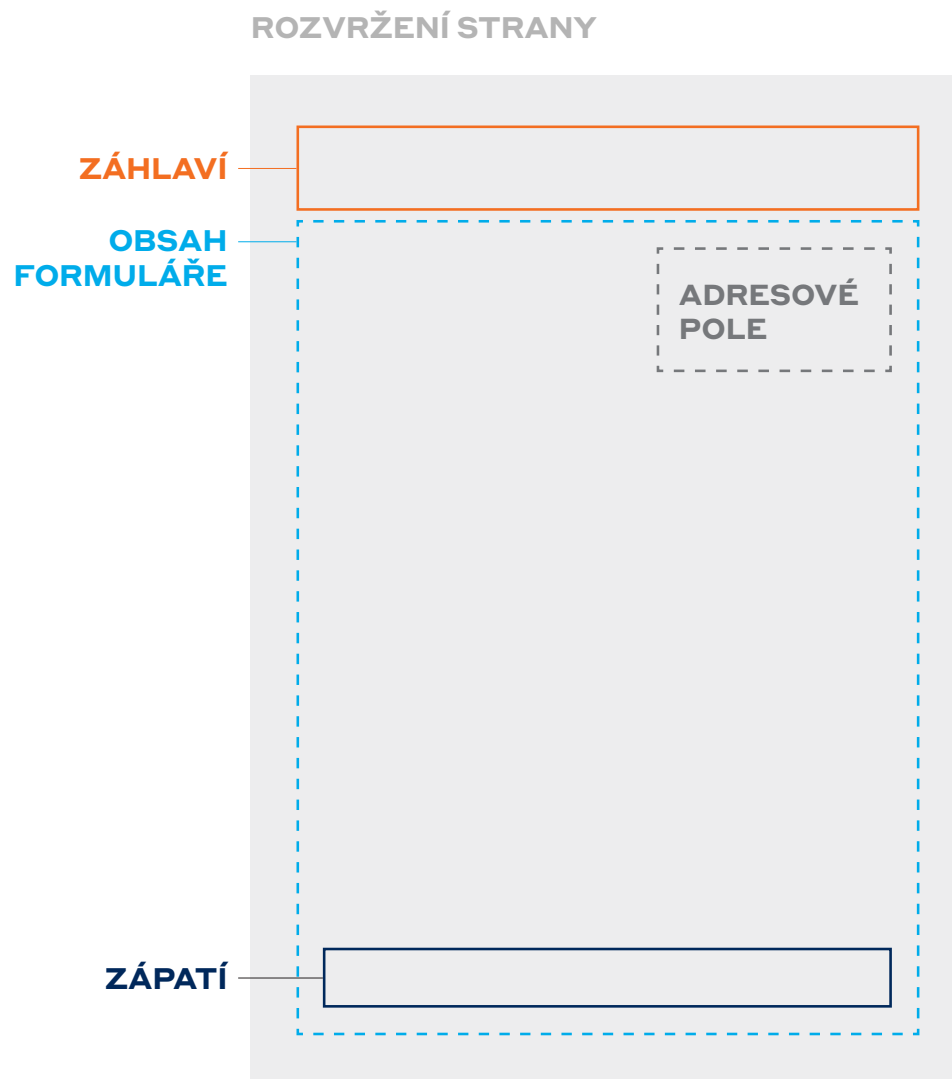 ROZVRŽENÍ STRANY
ZÁHLAVÍ
OBSAH
FORMULÁŘE
ADRESOVÉ
POLE
ZÁPATÍ